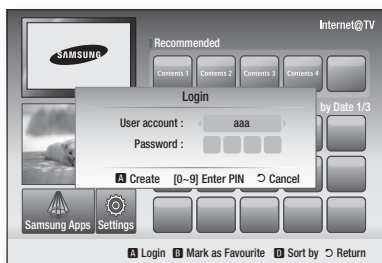 Internet@TV
SAMSUNG
Recommended
Contents 1 Contents 2 Contents 3 Contents 4
by Date 1/3
Login
User account : aaa
Password :
A Create [0~9] Enter PIN Cancel
Samsung Apps Settings
A Login B Mark as Favourite D Sort by Return